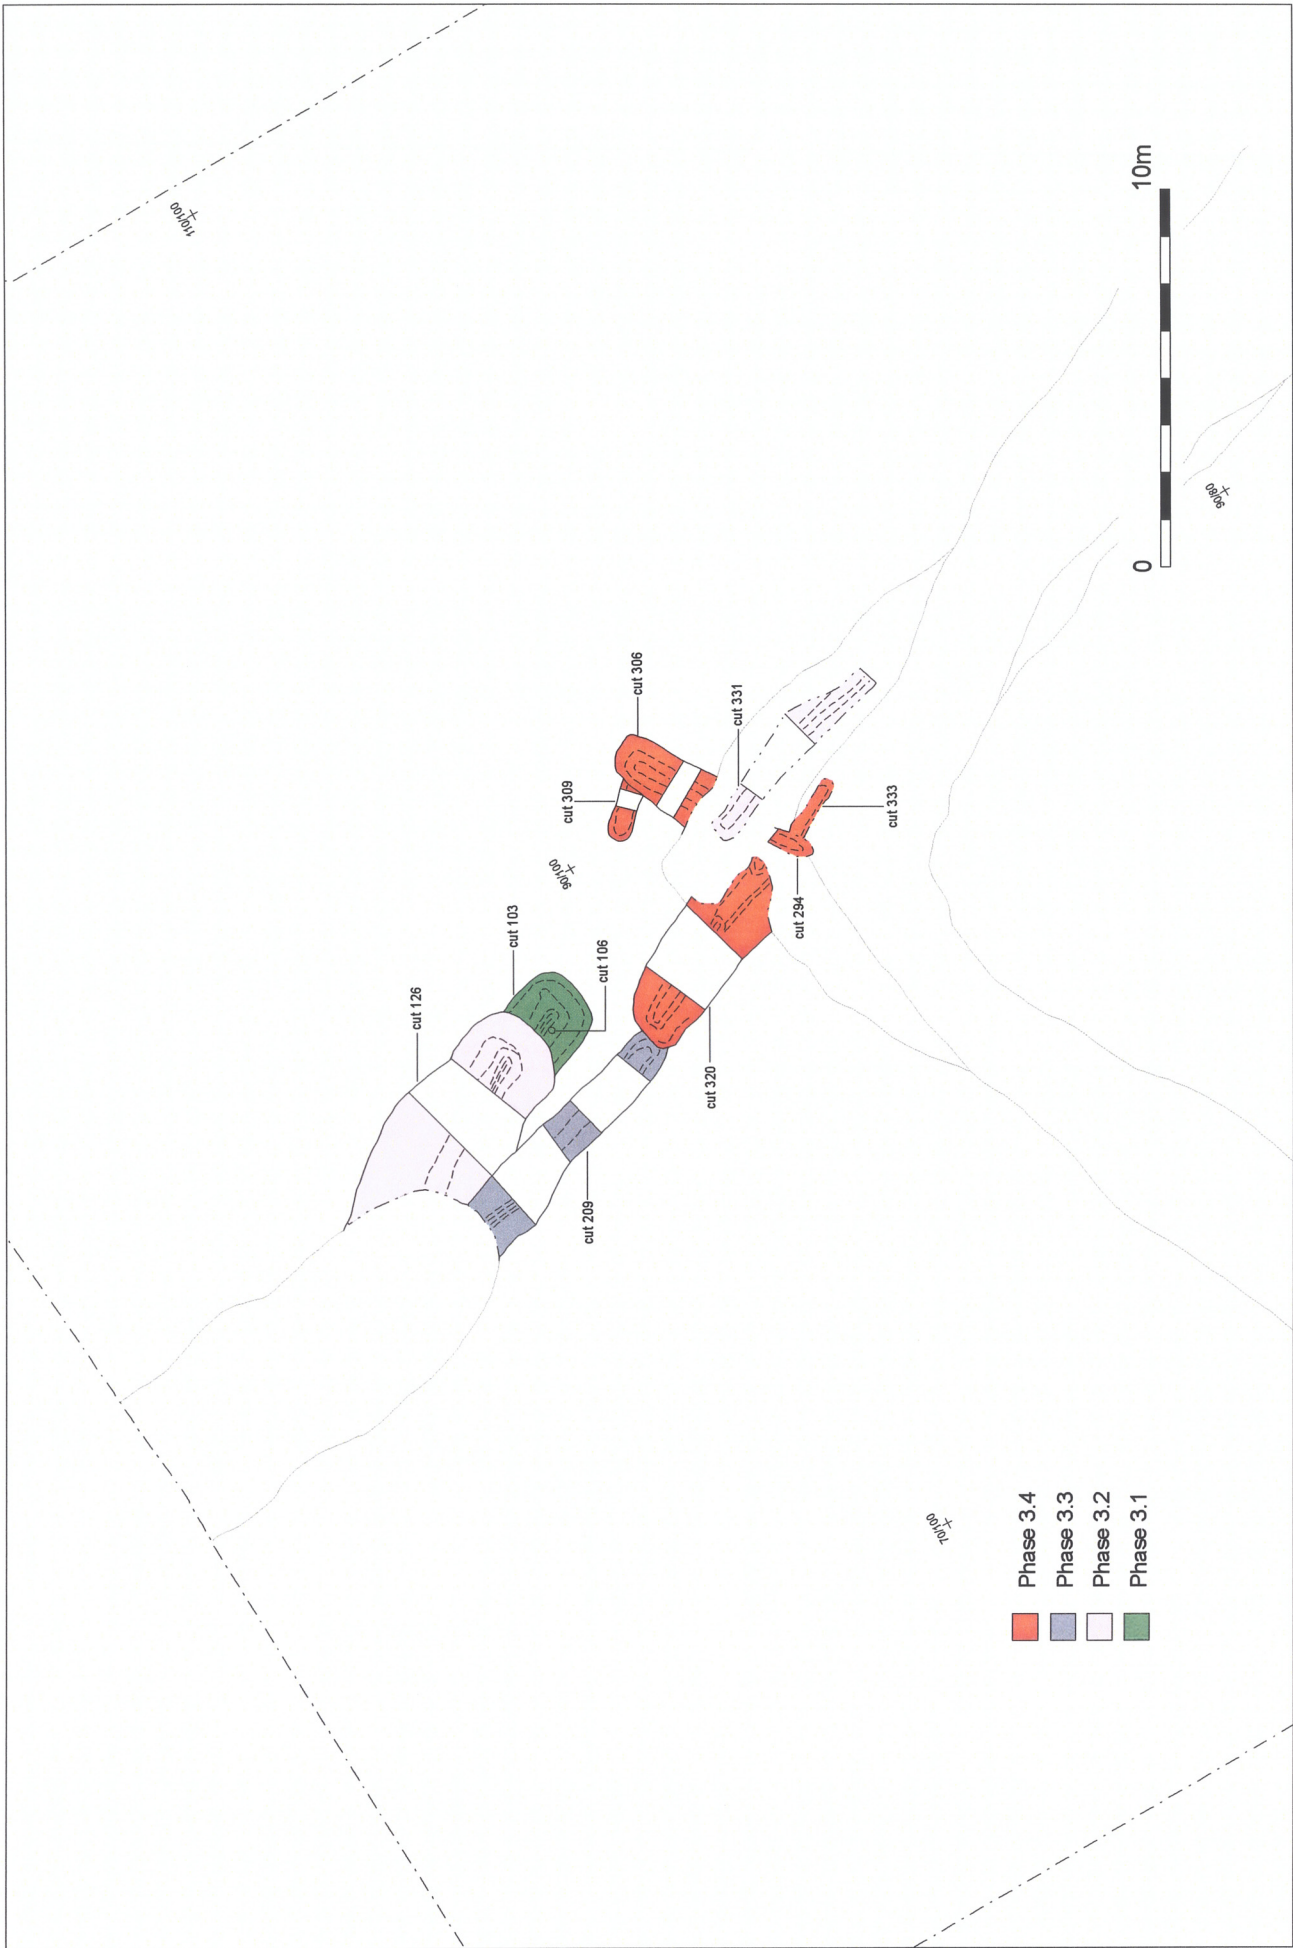 110/100
10m
0
90/80
cut 306
cut 309
cut 331
90/100
cut 333
cut 294
cut 103
cut 106
cut 126
cut 320
cut 209
70/100
Phase 3.4
Phase 3.3
Phase 3.2
Phase 3.1